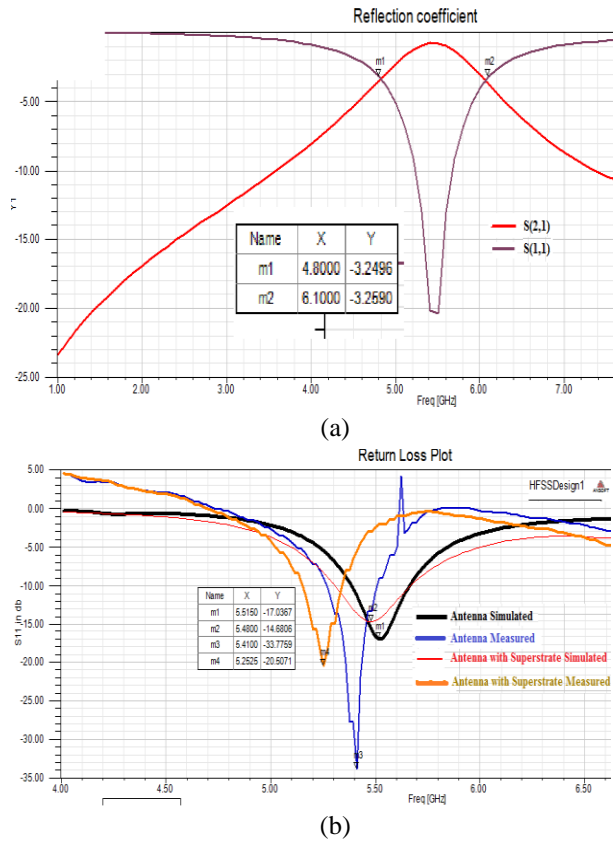 Reflection coefficient
m1
m2
-5.00
-10.00
Y1
-15.00
-20.00
-25.00
S(2,1)
S(1,1)
Name X Y
m1 4.8000 -3.2496
m2 6.1000 -3.2590
1.00 2.00 3.00 4.00 5.00 6.00 7.00
Freq [GHz]
(a)
Return Loss Plot
HFSSDesign1
5.00
0.00
-5.00
-10.00
S11 in db
-15.00
-20.00
-25.00
-30.00
-35.00
Name X Y
m1 5.5150 -17.0367
m2 5.4800 -14.6806
m3 5.4100 -33.7759
m4 5.2525 -20.5071
m2
m1
m4
m3
Antenna Simulated
Antenna Measured
Antenna with Superstrate Simulated
Antenna with Superstrate Measured
4.00 4.50 5.00 5.50 6.00 6.50
Freq [GHz]
(b)